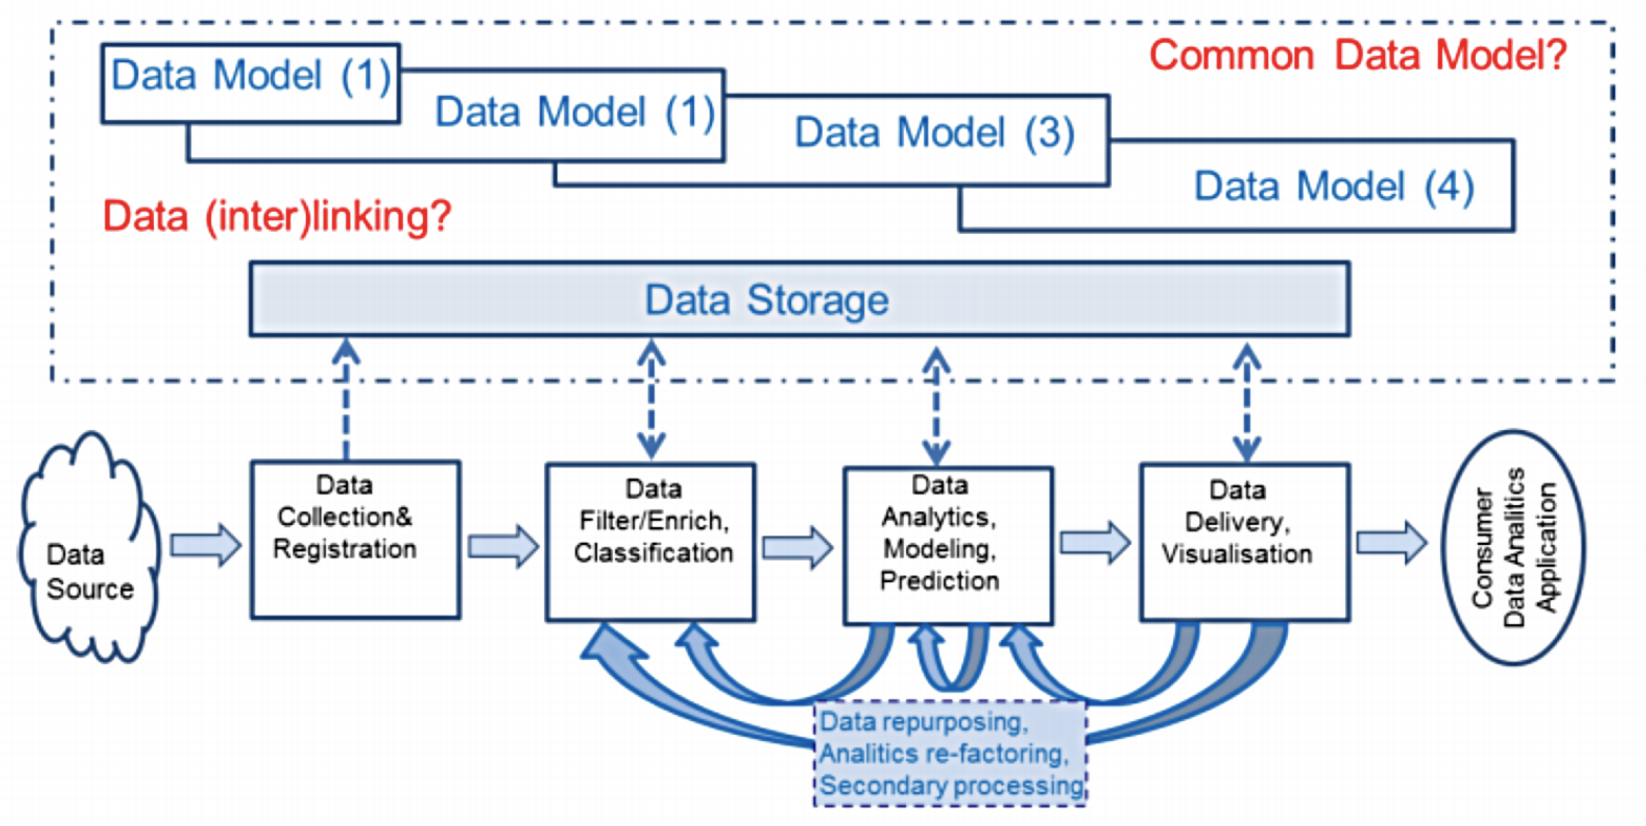 Common Data Model?
Data Model (1)
Data Model (1)
Data Model (3)
Data Model (4)
Data (inter)linking?
Data Storage
Data
Source
Data
Collection&
Registration
Data
Filter/Enrich,
Classification
Data
Analytics,
Modeling,
Prediction
Data
Delivery,
Visualisation
Consumer
Data Analitics
Application
Data repurposing,
Analitics re-factoring,
Secondary processing